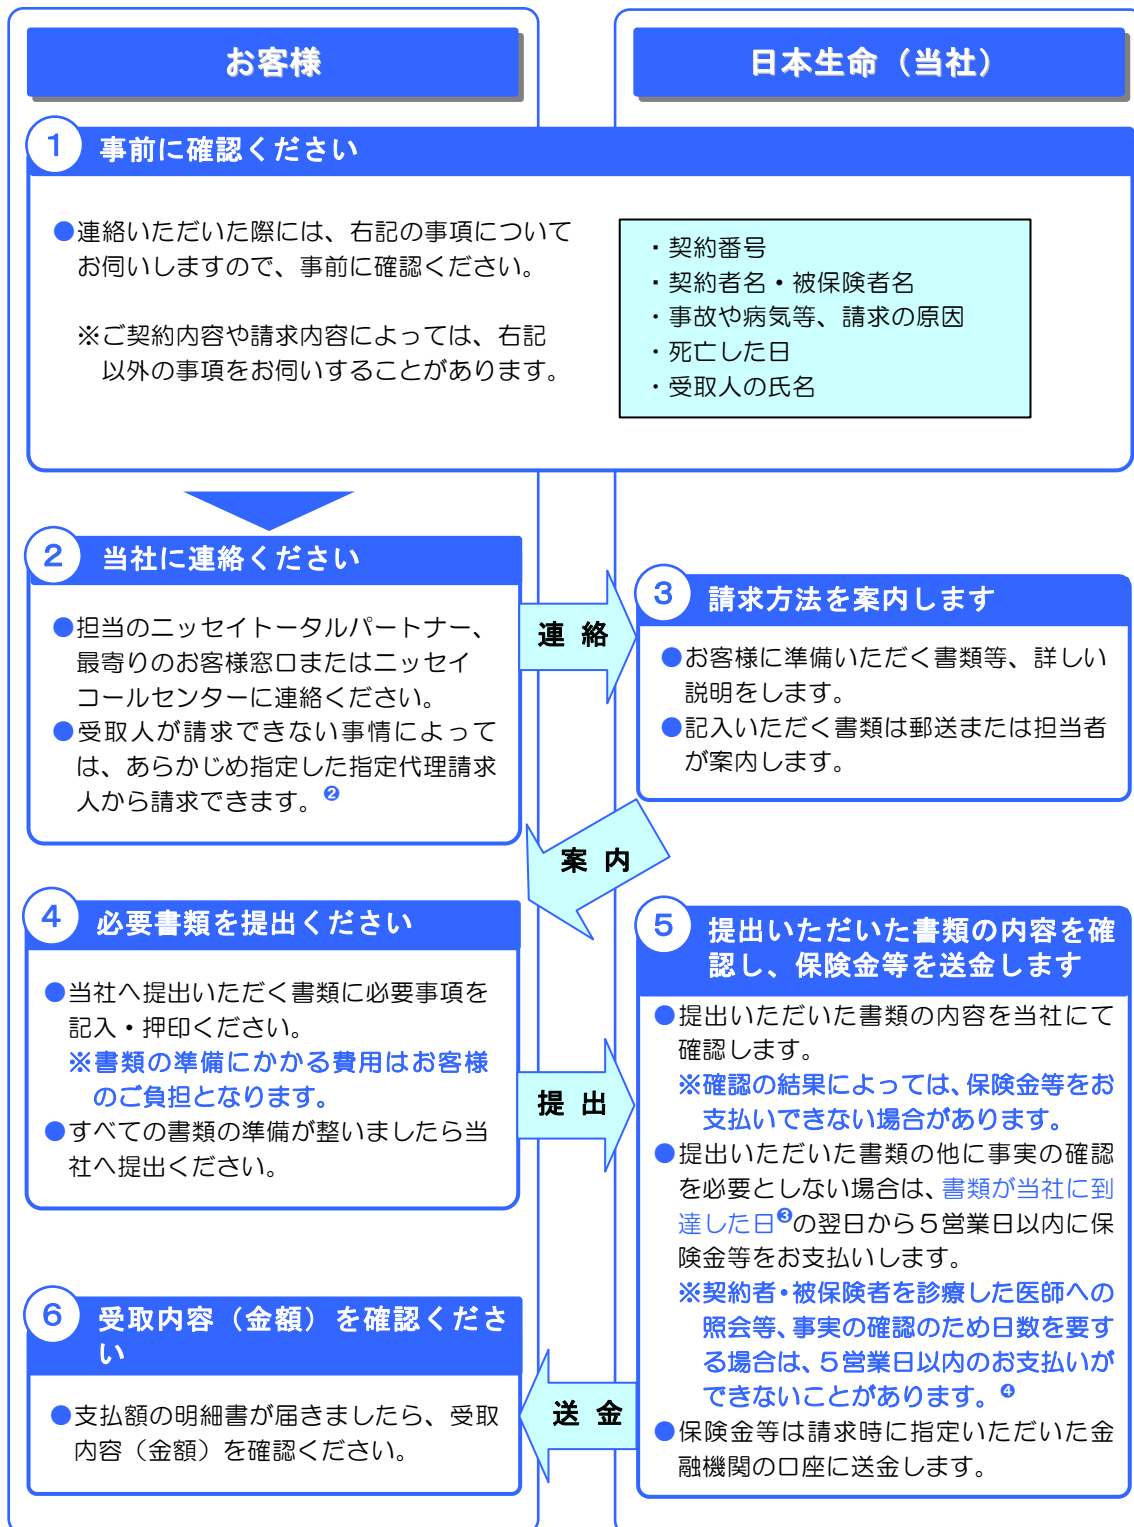 お客様
日本生命（当社）
1 事前に確認ください
●連絡いただいた際には、右記の事項について
お伺いしますので、事前に確認ください。
※ご契約内容や請求内容によっては、右記
以外の事項をお伺いすることがあります。
・契約番号
・契約者名・被保険者名
・事故や病気等、請求の原因
・死亡した日
・受取人の氏名
2 当社に連絡ください
●担当のニッセイトータルパートナー、
最寄りのお客様窓口またはニッセイ
コールセンターに連絡ください。
●受取人が請求できない事情によって
は、あらかじめ指定した指定代理請求
人から請求できます。❷
連 絡
3 請求方法を案内します
●お客様に準備いただく書類等、詳しい
説明をします。
●記入いただく書類は郵送または担当者
が案内します。
案 内
4 必要書類を提出ください
●当社へ提出いただく書類に必要事項を
記入・押印ください。
※書類の準備にかかる費用はお客様
のご負担となります。
●すべての書類の準備が整いましたら当
社へ提出ください。
提 出
5 提出いただいた書類の内容を確
認し、保険金等を送金します
●提出いただいた書類の内容を当社にて
確認します。
※確認の結果によっては、保険金等をお
支払いできない場合があります。
●提出いただいた書類の他に事実の確認
を必要としない場合は、書類が当社に到
達した日❸の翌日から５営業日以内に保
険金等をお支払いします。
※契約者・被保険者を診療した医師への
照会等、事実の確認のため日数を要す
る場合は、５営業日以内のお支払いが
できないことがあります。❹
●保険金等は請求時に指定いただいた金
融機関の口座に送金します。
送 金
6 受取内容（金額）を確認くださ
い
●支払額の明細書が届きましたら、受取
内容（金額）を確認ください。